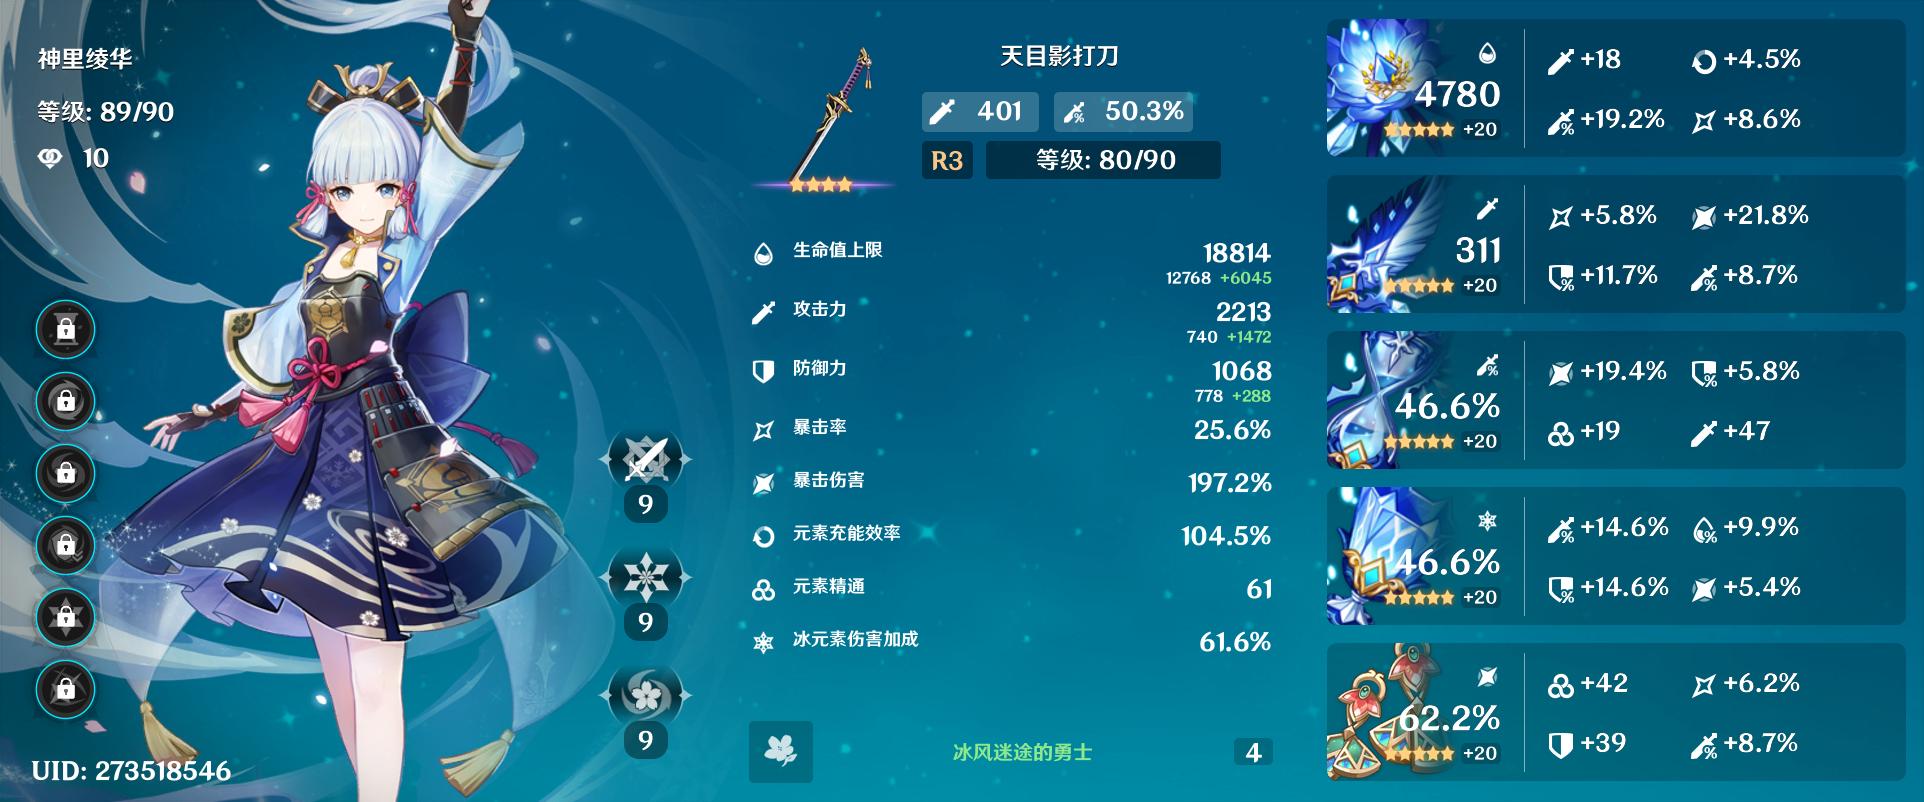 神里绫华
等级: 89/90
10
9
9
9
UID: 273518546
天目影打刀
401 50.3%
R3 等级: 80/90
生命值上限 18814
12768 +6045
攻击力 2213
740 +1472
防御力 1068
778 +288
暴击率 25.6%
暴击伤害 197.2%
元素充能效率 104.5%
元素精通 61
冰元素伤害加成 61.6%
冰风迷途的勇士 4
4780
+20
+18 +4.5%
+19.2% +8.6%
311
+20
+5.8% +21.8%
+11.7% +8.7%
46.6%
+20
+19.4% +5.8%
+19 +47
46.6%
+20
+14.6% +9.9%
+14.6% +5.4%
62.2%
+20
+42 +6.2%
+39 +8.7%